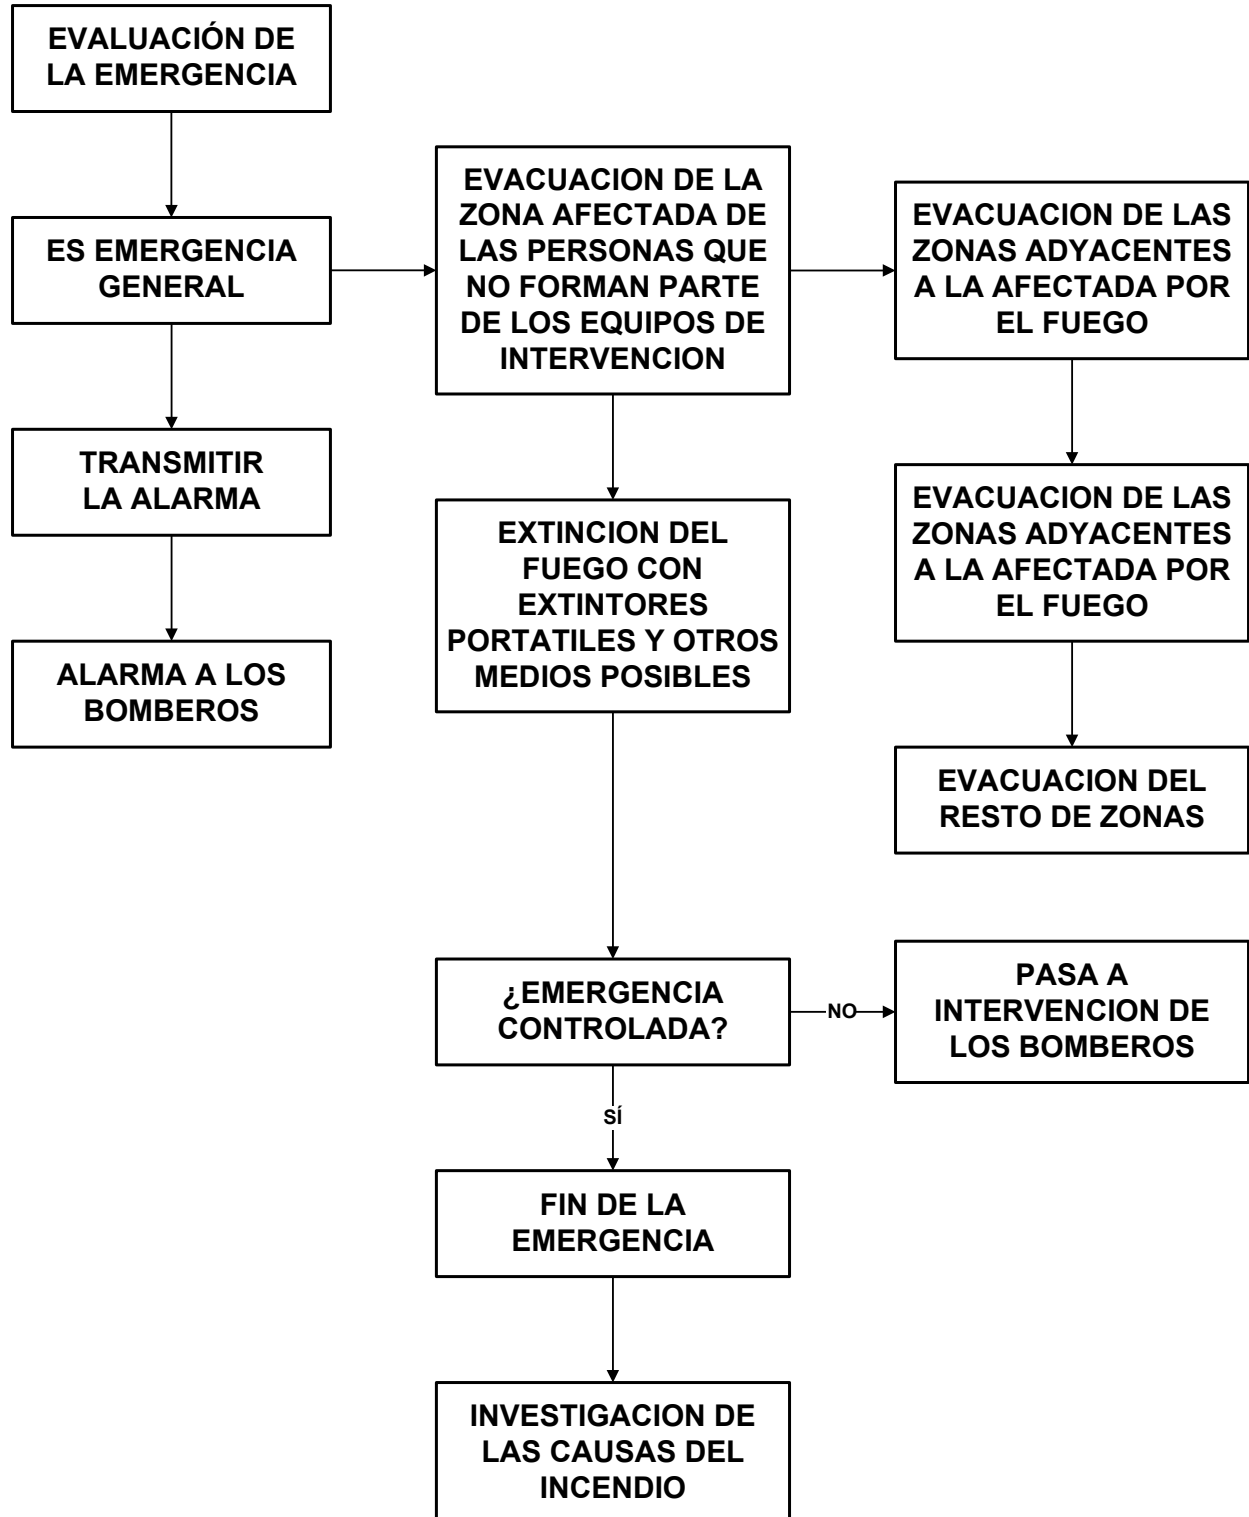 EVALUACIÓN DE
LA EMERGENCIA
ES EMERGENCIA
GENERAL
TRANSMITIR
LA ALARMA
ALARMA A LOS
BOMBEROS
EVACUACION DE LA
ZONA AFECTADA DE
LAS PERSONAS QUE
NO FORMAN PARTE
DE LOS EQUIPOS DE
INTERVENCION
EXTINCION DEL
FUEGO CON
EXTINTORES
PORTATILES Y OTROS
MEDIOS POSIBLES
EVACUACION DE LAS
ZONAS ADYACENTES
A LA AFECTADA POR
EL FUEGO
EVACUACION DE LAS
ZONAS ADYACENTES
A LA AFECTADA POR
EL FUEGO
EVACUACION DEL
RESTO DE ZONAS
¿EMERGENCIA
CONTROLADA?
NO
PASA A
INTERVENCION DE
LOS BOMBEROS
SÍ
FIN DE LA
EMERGENCIA
INVESTIGACION DE
LAS CAUSAS DEL
INCENDIO